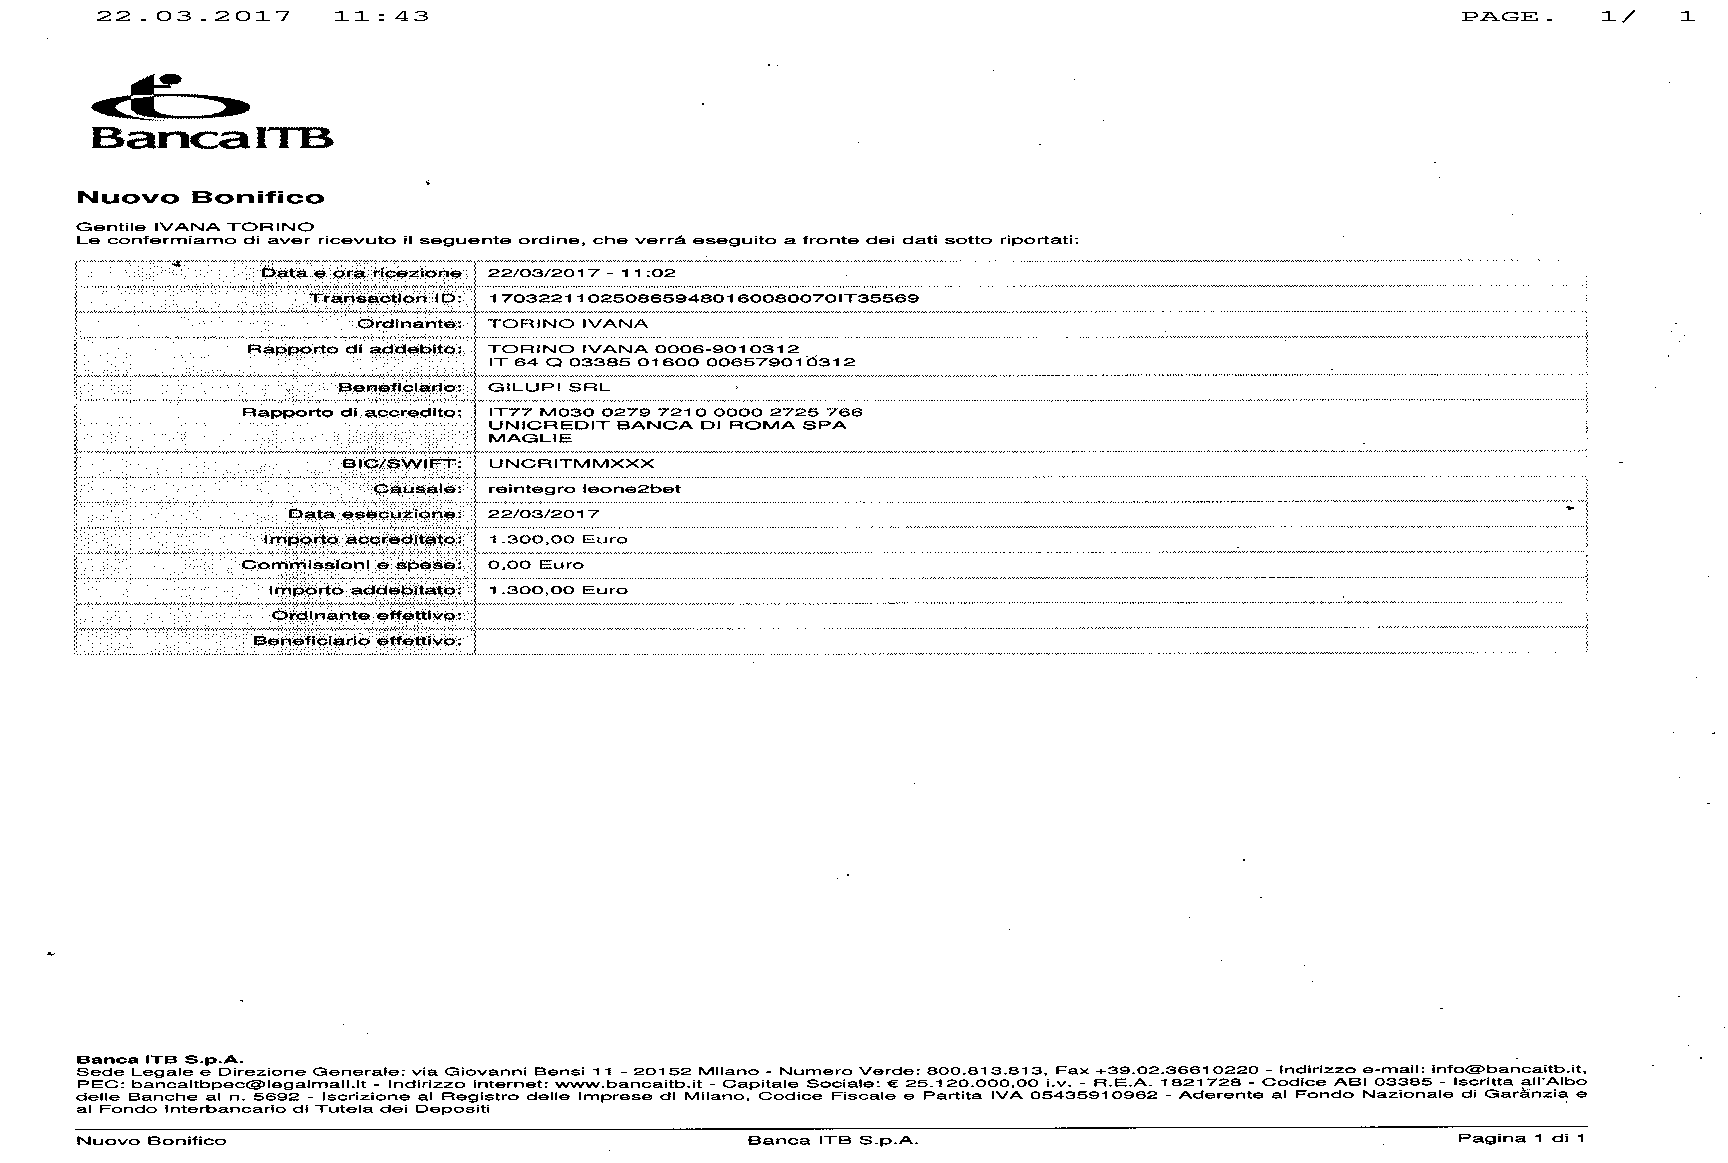 22.03.2017 11:43 PAGE. 1/ 1
BancaITB
Nuovo Bonifico
Gentile IVANA TORINO
Le confermiamo di aver ricevuto il seguente ordine, che verrá eseguito a fronte dei dati sotto riportati:
Data e ora ricezione: 22/03/2017 - 11:02
Transaction ID: 1703221102508659480160080070IT35569
Ordinante: TORINO IVANA
Rapporto di addebito: TORINO IVANA 0006-9010312
IT 64 Q 03385 01600 006579010312
Beneficiario: GILUPI SRL
Rapporto di accredito: IT77 M030 0279 7210 0000 2725 766
UNICREDIT BANCA DI ROMA SPA
MAGLIE
BIC/SWIFT: UNCRITMMXXX
Causale: reintegro leone2bet
Data esecuzione: 22/03/2017
Importo accreditato: 1.300,00 Euro
Commissioni e spese: 0,00 Euro
Importo addebitato: 1.300,00 Euro
Ordinante effettivo:
Beneficiario effettivo:
Banca ITB S.p.A.
Sede Legale e Direzione Generale: via Giovanni Bensi 11 - 20152 Milano - Numero Verde: 800.813.813, Fax +39.02.36610220 - Indirizzo e-mail: info@bancaitb.it,
PEC: bancaitbpec@legalmail.it - Indirizzo internet: www.bancaitb.it - Capitale Sociale: € 25.120.000,00 i.v. - R.E.A. 1821728 - Codice ABI 03385 - Iscritta all'Albo
delle Banche al n. 5692 - Iscrizione al Registro delle Imprese di Milano, Codice Fiscale e Partita IVA 05435910962 - Aderente al Fondo Nazionale di Garanzia e
al Fondo Interbancario di Tutela dei Depositi
Nuovo Bonifico Banca ITB S.p.A. Pagina 1 di 1